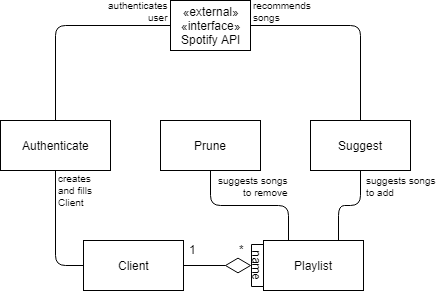 authenticates
user
«external»
«interface»
Spotify API
recommends
songs
Authenticate
Prune
Suggest
creates
and fills
Client
suggests songs
to remove
suggests songs
to add
Client
1
*
name
Playlist